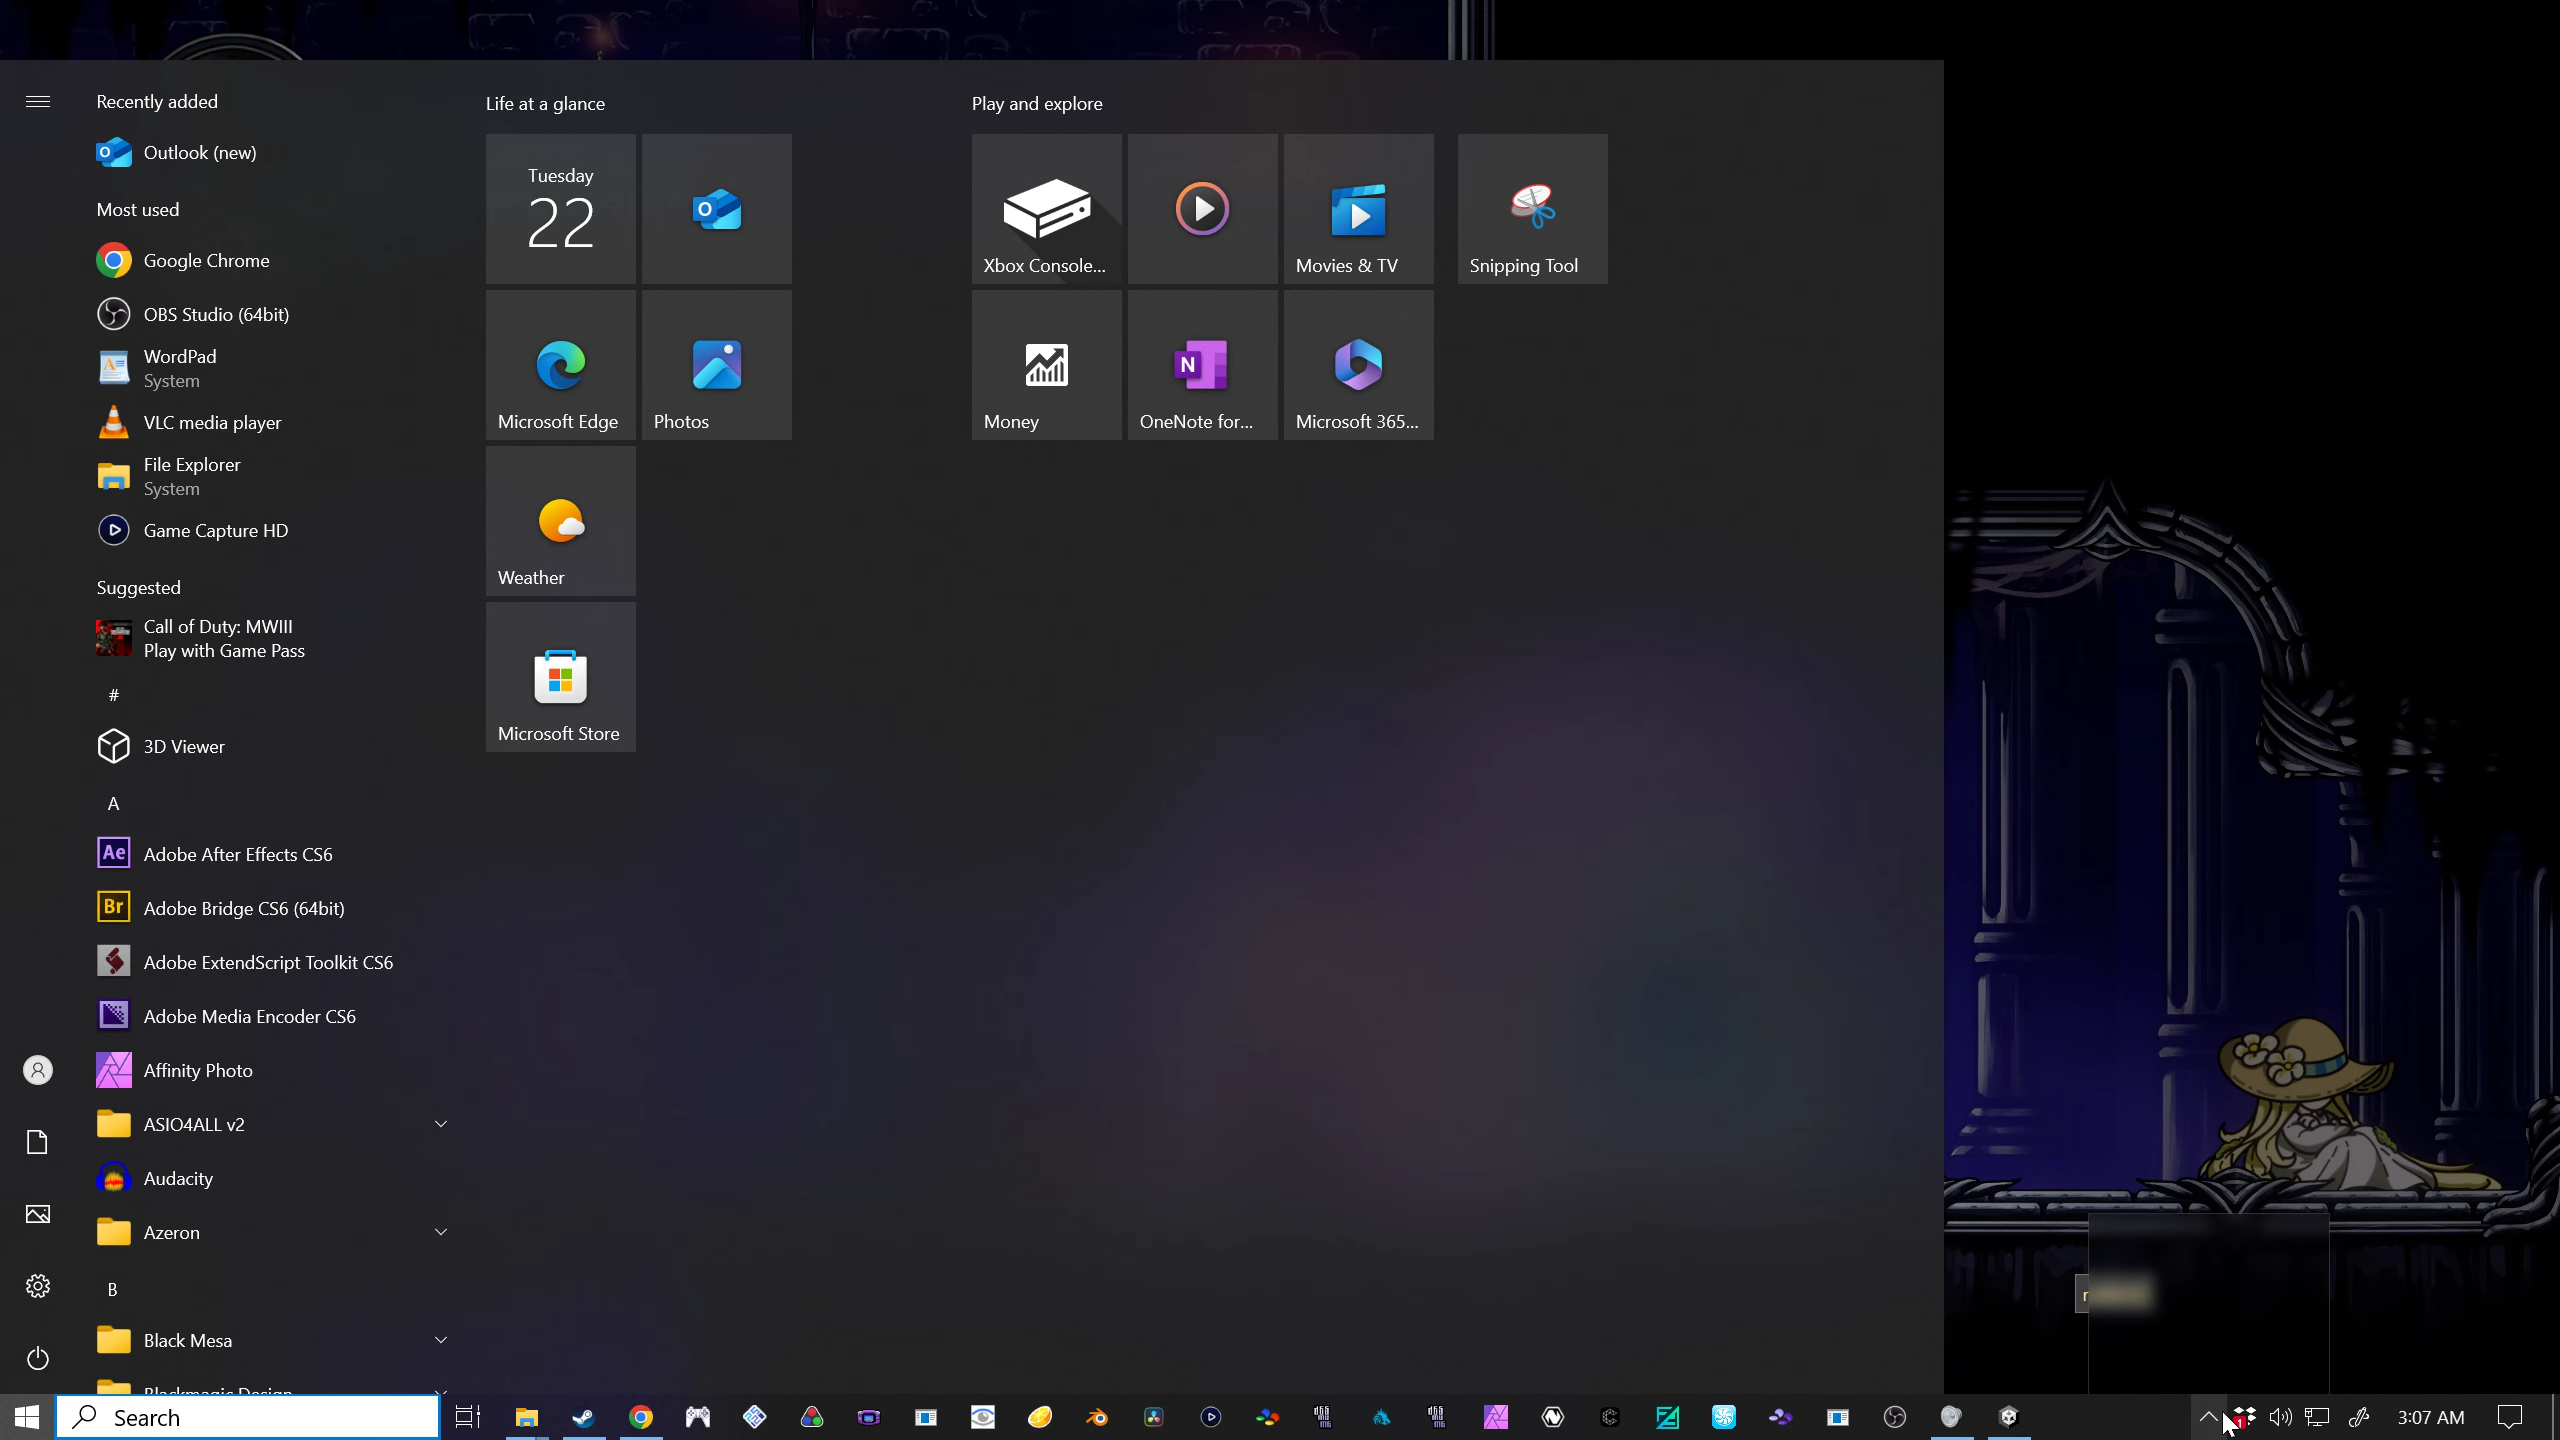 Recently added
Outlook (new)
Most used
Google Chrome
OBS Studio (64bit)
WordPad
System
VLC media player
File Explorer
System
Game Capture HD
Suggested
Call of Duty: MWIII
Play with Game Pass
#
3D Viewer
A
Ae Adobe After Effects CS6
Br Adobe Bridge CS6 (64bit)
Adobe ExtendScript Toolkit CS6
Adobe Media Encoder CS6
Affinity Photo
ASIO4ALL v2
Audacity
Azeron
B
Black Mesa
Blackmagic Design
Life at a glance
Tuesday
22
Microsoft Edge
Photos
Weather
Microsoft Store
Play and explore
Xbox Console...
Movies & TV
Snipping Tool
Money
OneNote for...
Microsoft 365...
Search
3:07 AM